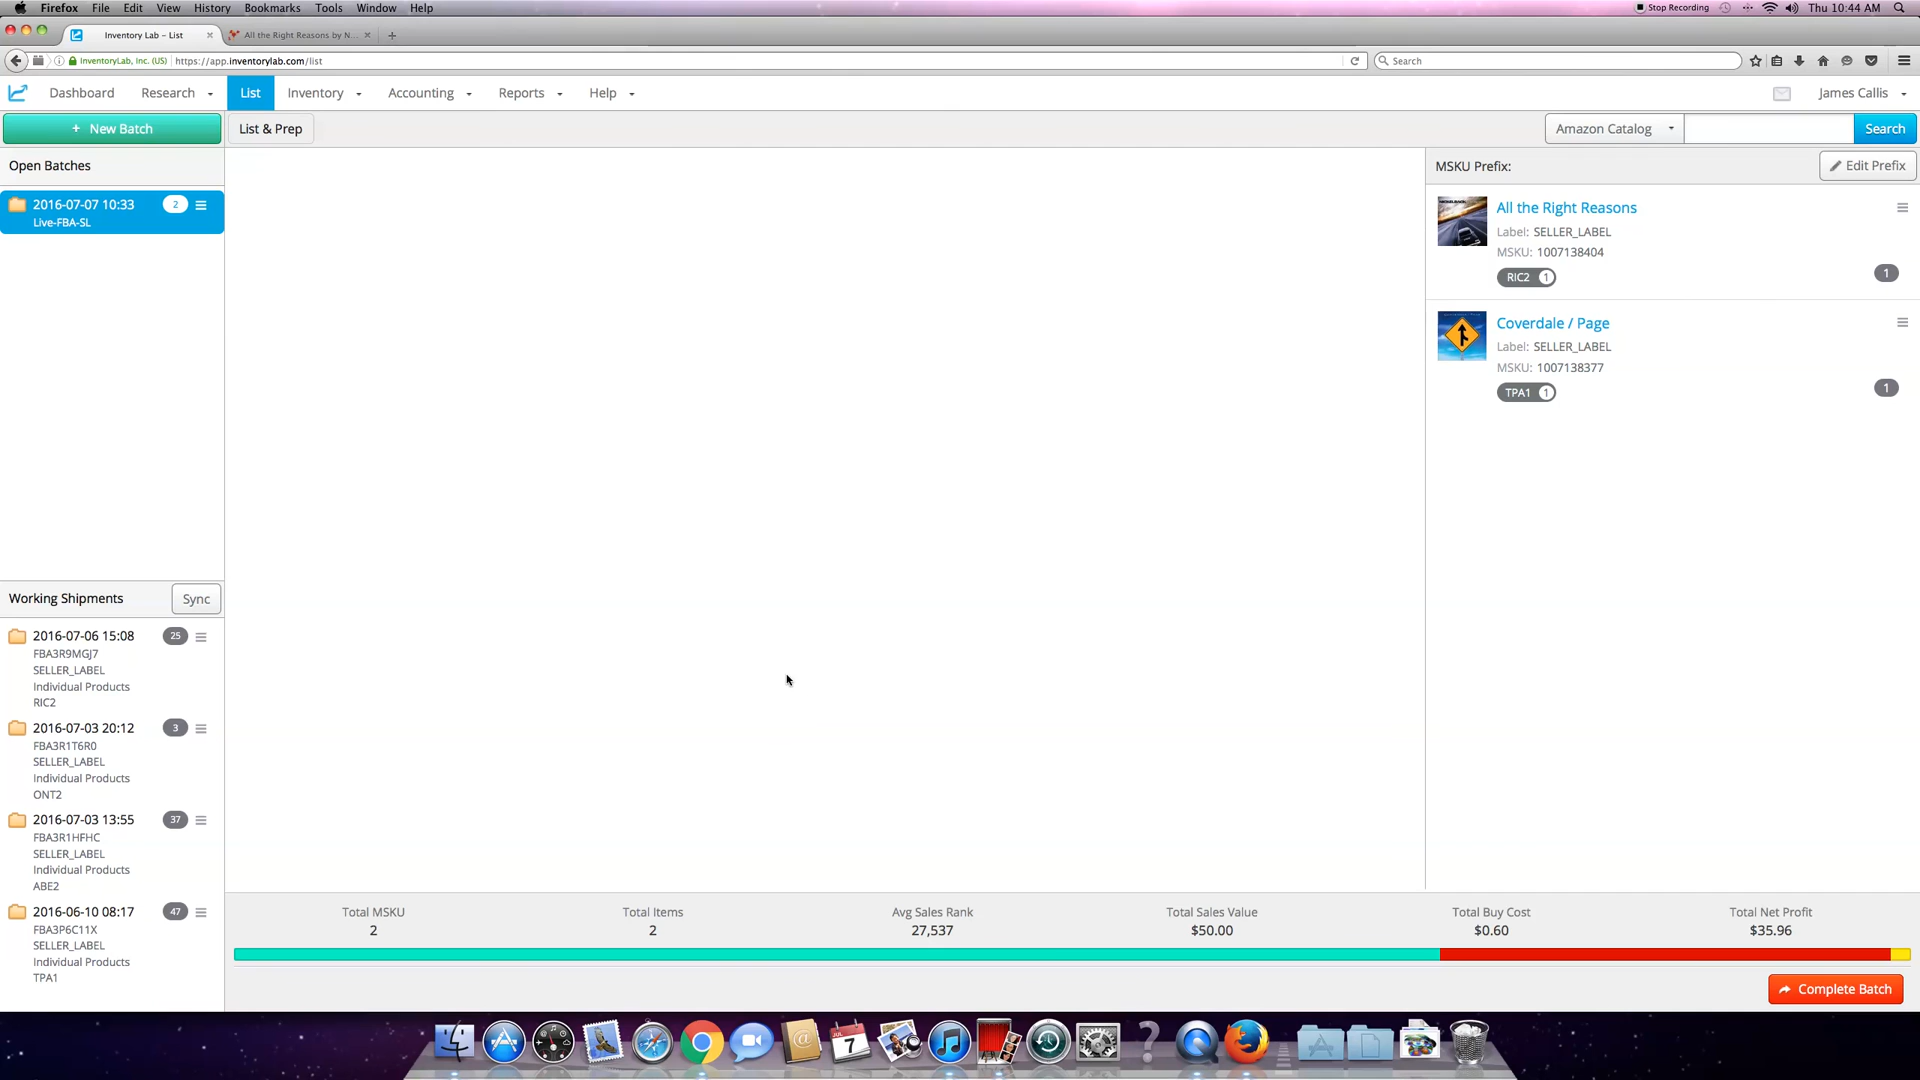 Firefox File Edit View History Bookmarks Tools Window Help
Stop Recording Thu 10:44 AM
Inventory Lab - List
All the Right Reasons by N...
InventoryLab, Inc. (US) https://app.inventorylab.com/list
Search
Dashboard Research List Inventory Accounting Reports Help James Callis
+ New Batch
List & Prep
Amazon Catalog Search
Open Batches
MSKU Prefix: Edit Prefix
2016-07-07 10:33 2
Live-FBA-SL
All the Right Reasons
Label: SELLER_LABEL
MSKU: 1007138404
RIC2 1
1
Coverdale / Page
Label: SELLER_LABEL
MSKU: 1007138377
TPA1 1
1
Working Shipments Sync
2016-07-06 15:08 25
FBA3R9MGJ7
SELLER_LABEL
Individual Products
RIC2
2016-07-03 20:12 3
FBA3R1T6R0
SELLER_LABEL
Individual Products
ONT2
2016-07-03 13:55 37
FBA3R1HFHC
SELLER_LABEL
Individual Products
ABE2
2016-06-10 08:17 47
FBA3P6C11X
SELLER_LABEL
Individual Products
TPA1
Total MSKU Total Items Avg Sales Rank Total Sales Value Total Buy Cost Total Net Profit
2 2 27,537 $50.00 $0.60 $35.96
Complete Batch
JUL
7